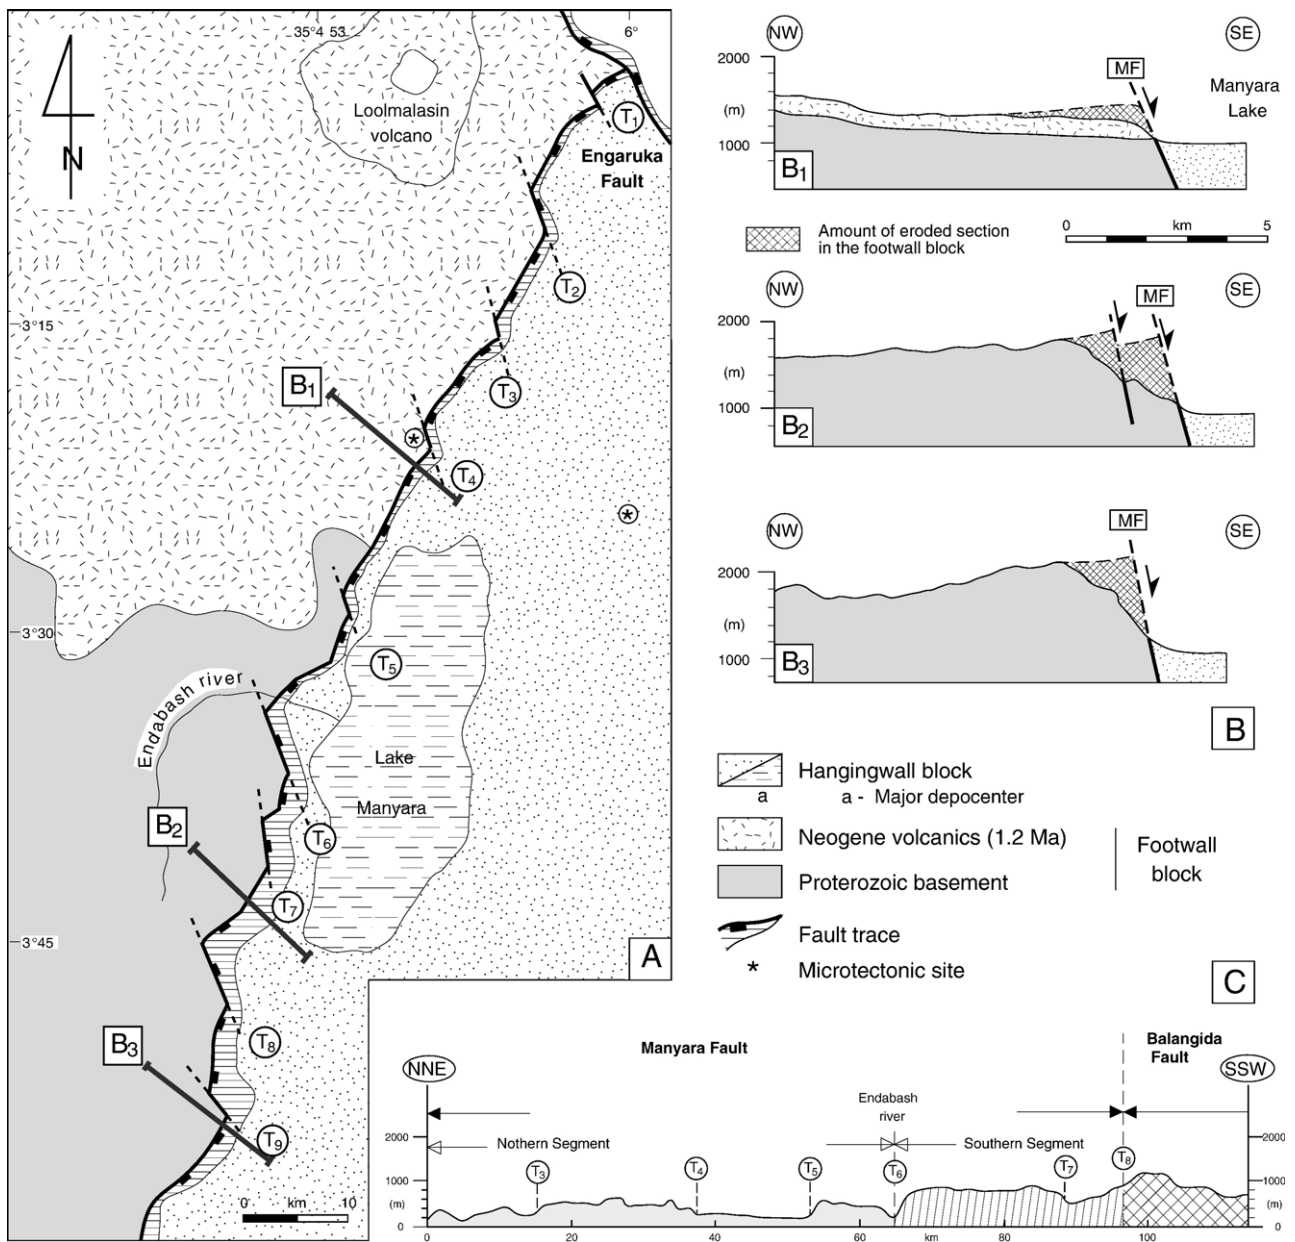 35°4 53
6°
Loolmalasin
volcano
N
T1
Engaruka
Fault
T2
3°15
T3
B1
*
T4
*
3°30
T5
Endabash river
Lake
Manyara
B2
T6
T7
3°45
A
T8
B3
T9
0 km 10
NW
SE
2000
MF
Manyara
Lake
(m)
1000
B1
Amount of eroded section
in the footwall block
0 km 5
NW
MF
SE
2000
(m)
1000
B2
NW
MF
SE
2000
(m)
1000
B3
B
Hangingwall block
a
a - Major depocenter
Neogene volcanics (1.2 Ma)
Footwall
block
Proterozoic basement
Fault trace
* Microtectonic site
C
Manyara Fault
Balangida
Fault
NNE
SSW
Endabash
river
2000
Nothern Segment
Southern Segment
2000
T3
T4
T5
T6
T7
T8
1000
1000
(m)
(m)
0
0
0 20 40 60 km 80 100